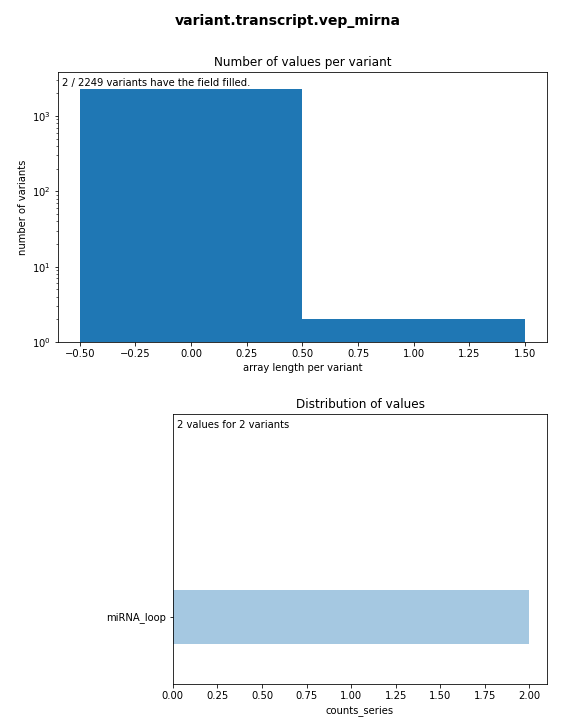 variant.transcript.vep_mirna
Number of values per variant
2 / 2249 variants have the field filled.
10³
10²
10¹
10⁰
number of variants
−0.50 −0.25 0.00 0.25 0.50 0.75 1.00 1.25 1.50
array length per variant
Distribution of values
2 values for 2 variants
miRNA_loop
0.00 0.25 0.50 0.75 1.00 1.25 1.50 1.75 2.00
counts_series